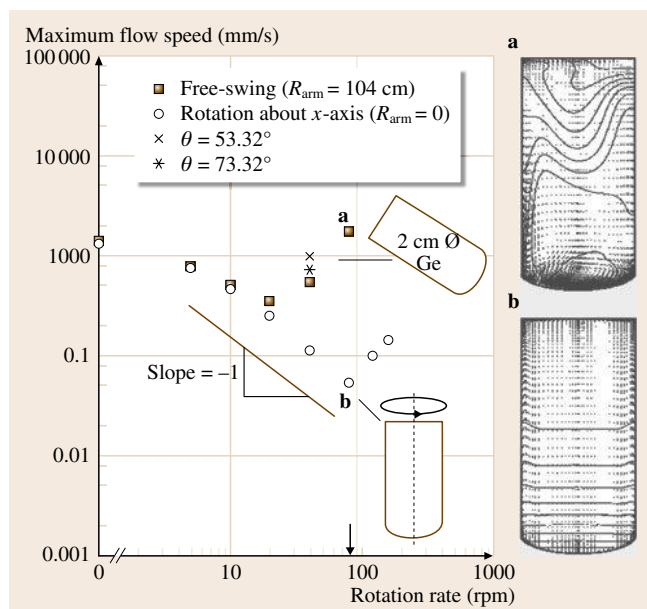 Maximum flow speed (mm/s)
a
100 000
Free-swing (Rarm = 104 cm)
Rotation about x-axis (Rarm = 0)
θ = 53.32°
θ = 73.32°
10 000
a
1000
2 cm Ø
Ge
b
0.1
Slope = –1
b
0.01
0.001
0
10
100
1000
Rotation rate (rpm)